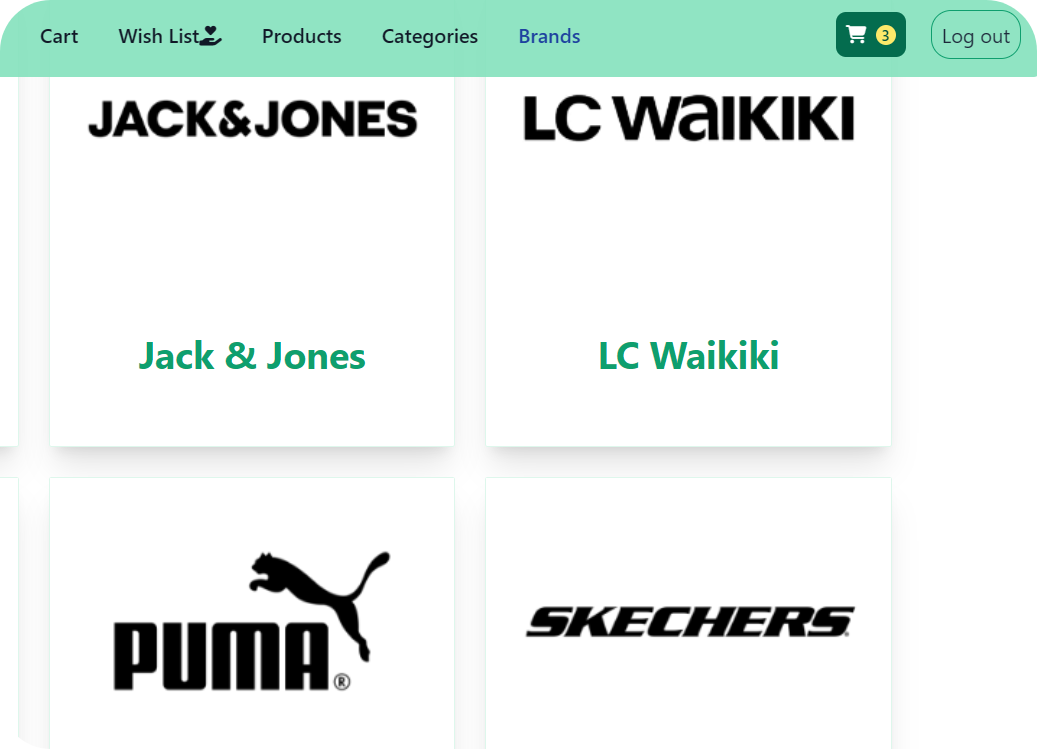 Cart Wish List Products Categories Brands 3 Log out
JACK&JONES LC WAIKIKI
Jack & Jones LC Waikiki
PUMA® SKECHERS